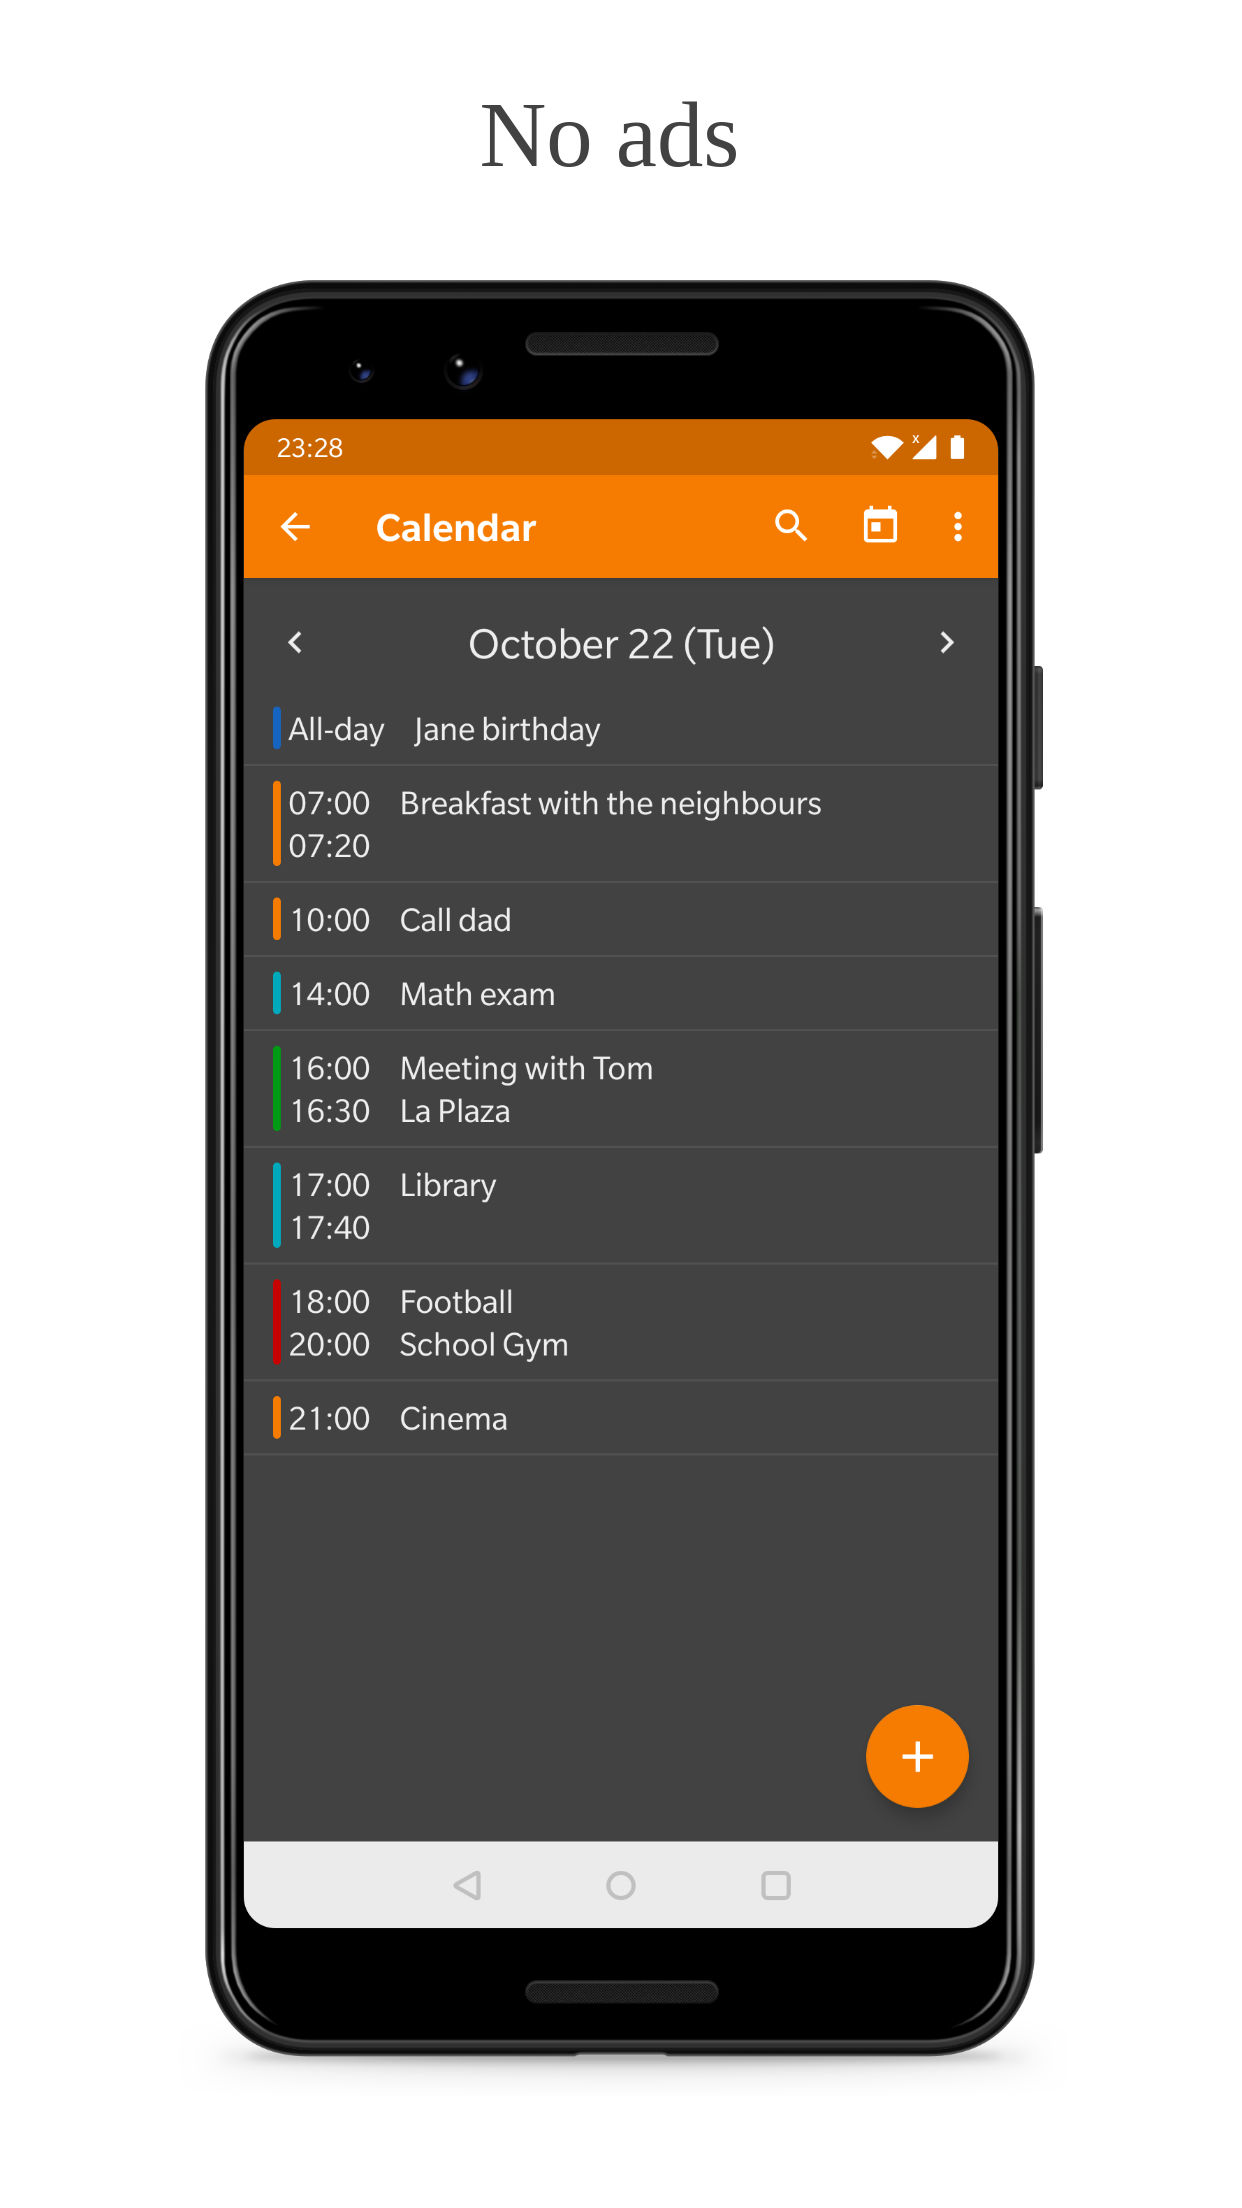 No ads
23:28
x
Calendar
October 22 (Tue)
All-day Jane birthday
07:00 Breakfast with the neighbours
07:20
10:00 Call dad
14:00 Math exam
16:00 Meeting with Tom
16:30 La Plaza
17:00 Library
17:40
18:00 Football
20:00 School Gym
21:00 Cinema